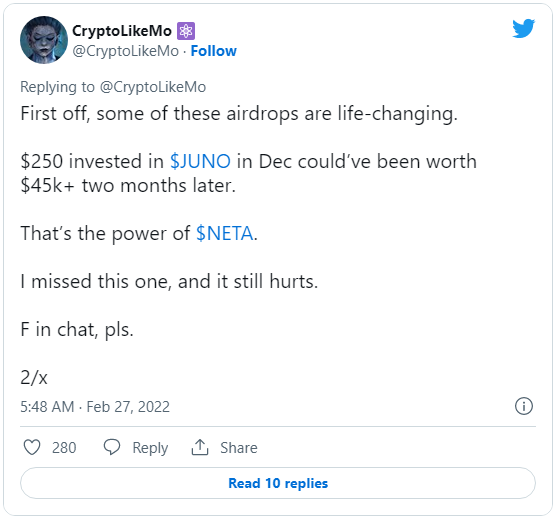 CryptoLikeMo ⚛
@CryptoLikeMo · Follow
Replying to @CryptoLikeMo
First off, some of these airdrops are life-changing.
$250 invested in $JUNO in Dec could’ve been worth
$45k+ two months later.
That’s the power of $NETA.
I missed this one, and it still hurts.
F in chat, pls.
2/x
5:48 AM · Feb 27, 2022
280 Reply Share
Read 10 replies